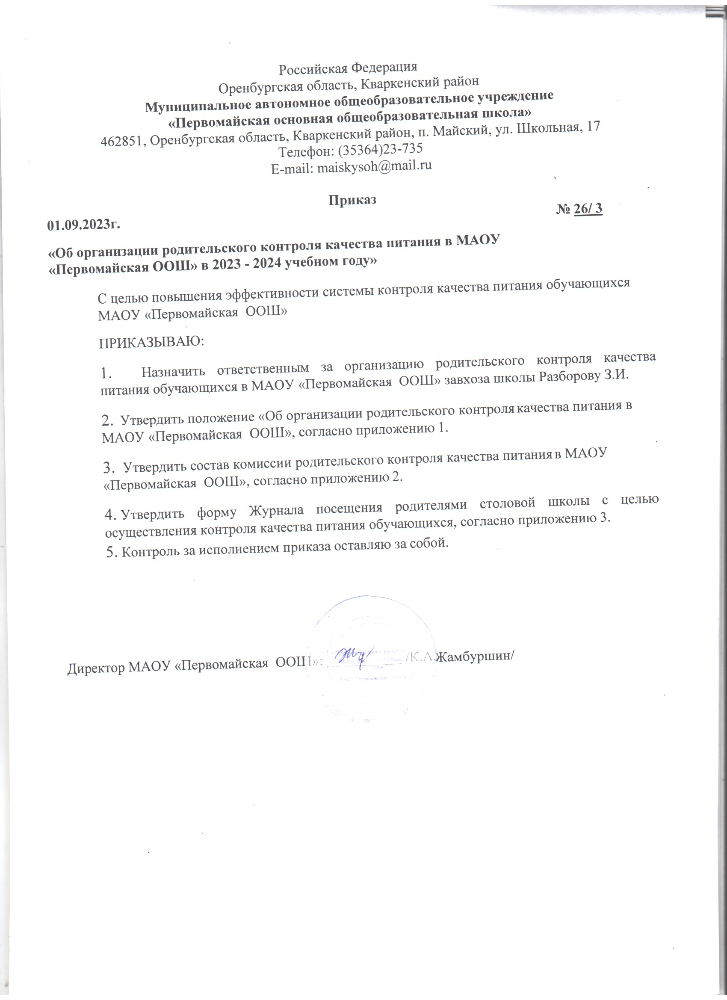 Российская Федерация
Оренбургская область, Кваркенский район
Муниципальное автономное общеобразовательное учреждение
«Первомайская основная общеобразовательная школа»
462851, Оренбургская область, Кваркенский район, п. Майский, ул. Школьная, 17
Телефон: (35364)23-735
E-mail: maiskysoh@mail.ru
Приказ
№ 26/ 3
01.09.2023г.
«Об организации родительского контроля качества питания в МАОУ
«Первомайская ООШ» в 2023 - 2024 учебном году»
С целью повышения эффективности системы контроля качества питания обучающихся
МАОУ «Первомайская ООШ»
ПРИКАЗЫВАЮ:
1. Назначить ответственным за организацию родительского контроля качества
питания обучающихся в МАОУ «Первомайская ООШ» завхоза школы Разборову З.И.
2. Утвердить положение «Об организации родительского контроля качества питания в
МАОУ «Первомайская ООШ», согласно приложению 1.
3. Утвердить состав комиссии родительского контроля качества питания в МАОУ
«Первомайская ООШ», согласно приложению 2.
4. Утвердить форму Журнала посещения родителями столовой школы с целью
осуществления контроля качества питания обучающихся, согласно приложению 3.
5. Контроль за исполнением приказа оставляю за собой.
Директор МАОУ «Первомайская ООШ»: /К.А.Жамбуршин/